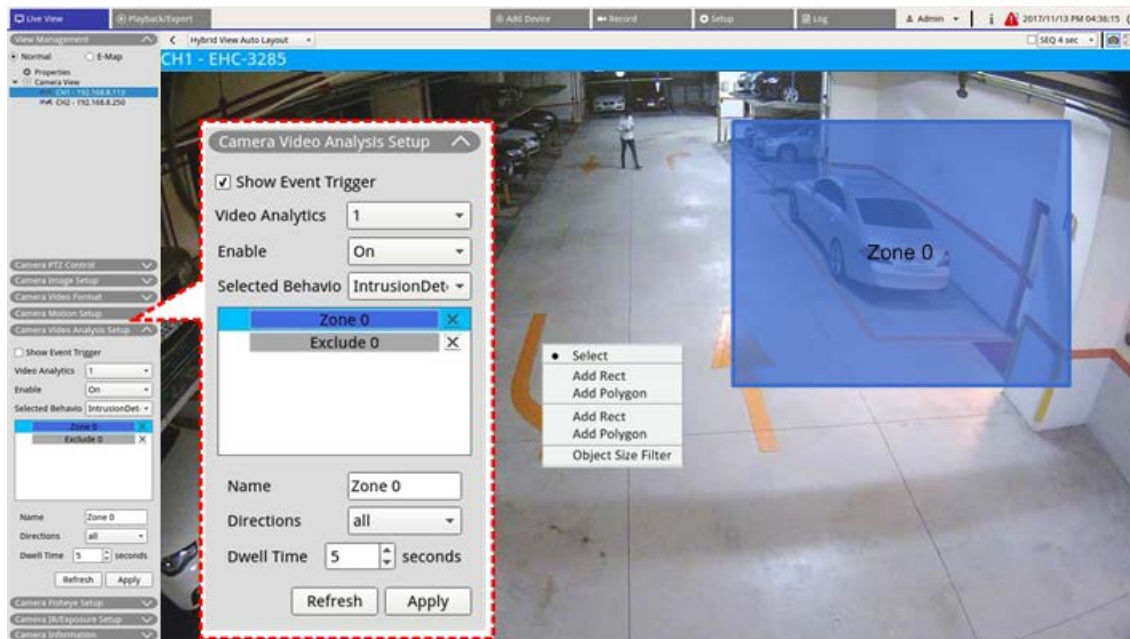 Live View
Playback/Export
Add Device
Record
Setup
Log
Admin
2017/11/13 PM 04:36:15
View Management
Hybrid View Auto Layout
SEQ 4 sec
Normal
E-Map
CH1 - EHC-3285
Properties
Camera View
CH1 - 192.168.8.113
CH2 - 192.168.8.250
Camera PTZ Control
Camera Image Setup
Camera Video Format
Camera Motion Setup
Camera Video Analysis Setup
Show Event Trigger
Video Analytics 1
Enable On
Selected Behavio IntrusionDet
Zone 0
Exclude 0
Name Zone 0
Directions all
Dwell Time 5 seconds
Refresh Apply
Camera Fisheye Setup
Camera IR/Exposure Setup
Camera Information
Camera Video Analysis Setup
Show Event Trigger
Video Analytics 1
Enable On
Selected Behavio IntrusionDet
Zone 0
Exclude 0
Name Zone 0
Directions all
Dwell Time 5 seconds
Refresh Apply
Select
Add Rect
Add Polygon
Add Rect
Add Polygon
Object Size Filter
Zone 0